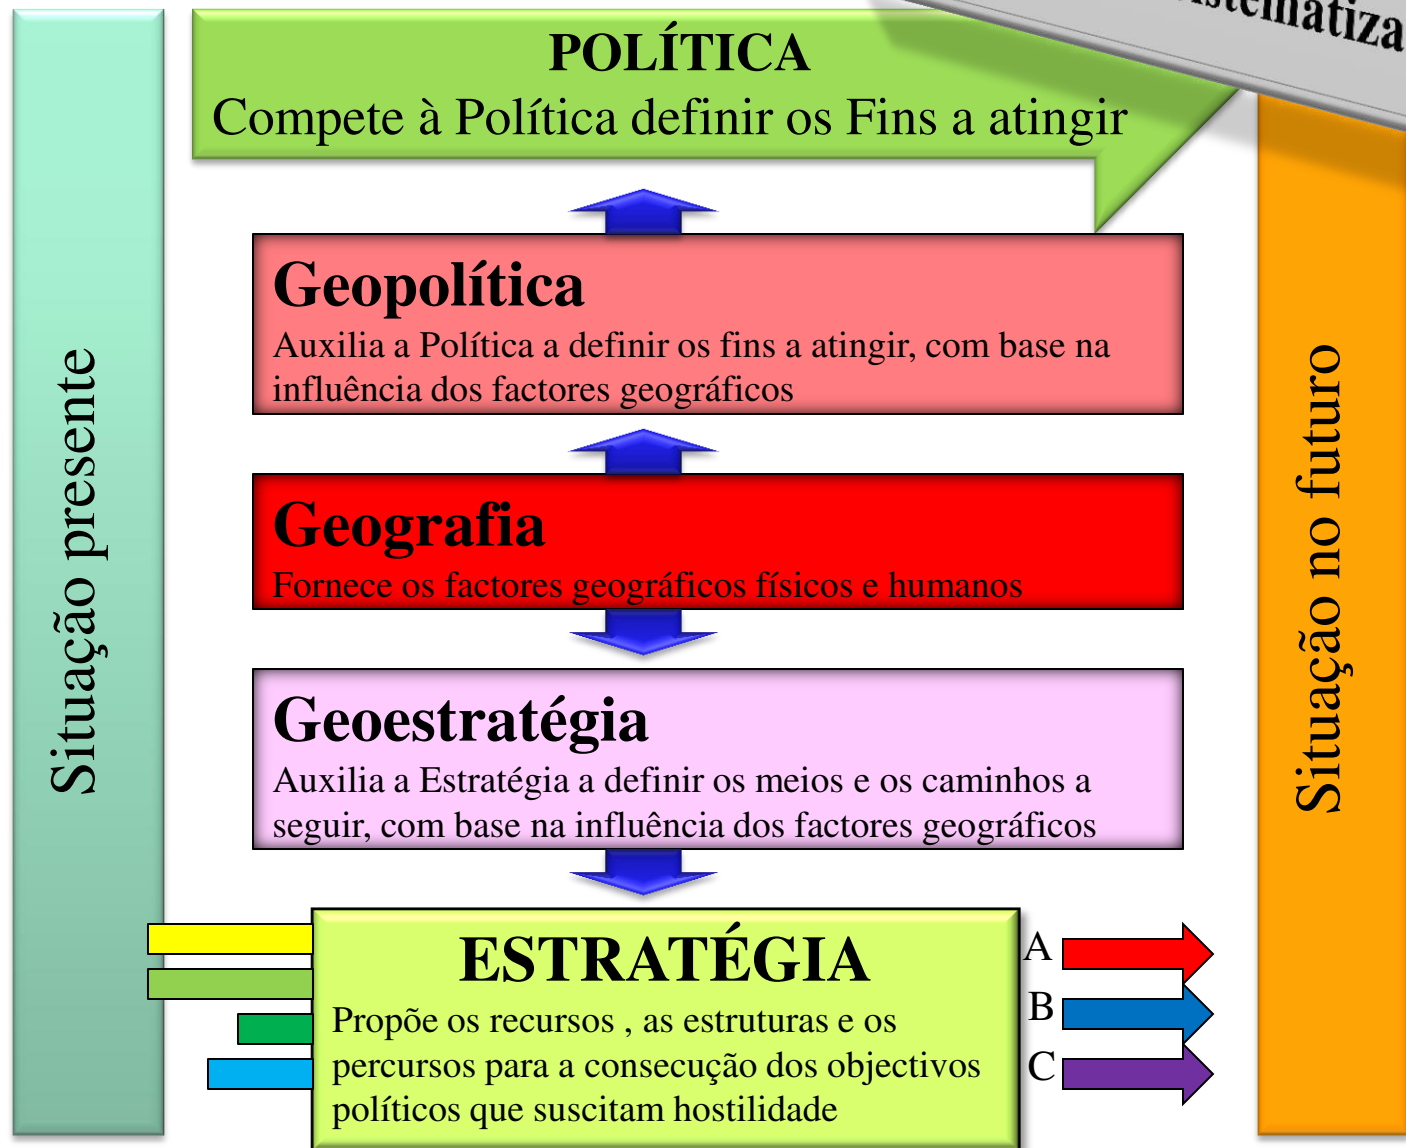 POLÍTICA
Compete à Política definir os Fins a atingir
Situação presente
Geopolítica
Auxilia a Política a definir os fins a atingir, com base na
influência dos factores geográficos
Geografia
Fornece os factores geográficos físicos e humanos
Geoestratégia
Auxilia a Estratégia a definir os meios e os caminhos a
seguir, com base na influência dos factores geográficos
ESTRATÉGIA
Propõe os recursos , as estruturas e os
percursos para a consecução dos objectivos
políticos que suscitam hostilidade
A
B
C
Situação no futuro